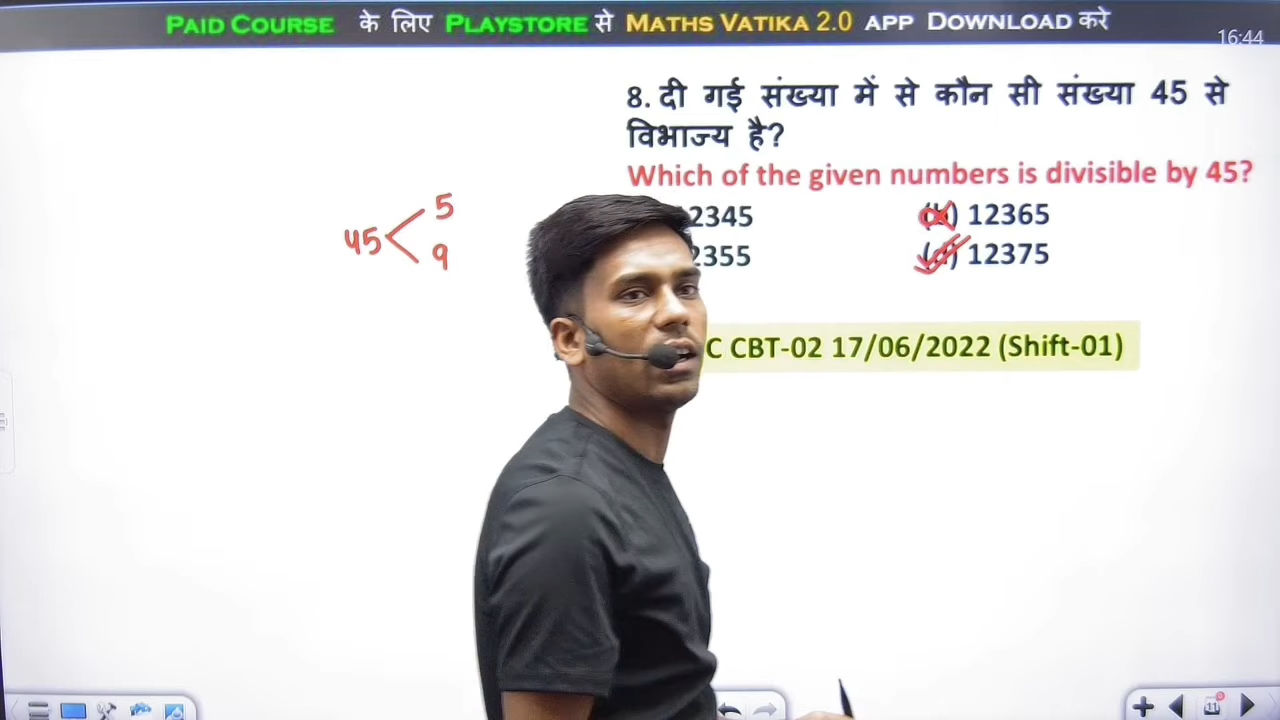 PAID COURSE के लिए PLAYSTORE से MATHS VATIKA 2.0 APP DOWNLOAD करे
16:44
8. दी गई संख्या में से कौन सी संख्या 45 से
विभाज्य है?
Which of the given numbers is divisible by 45?
2345 (b) 12365
2355 (d) 12375
45 5
9
C CBT-02 17/06/2022 (Shift-01)
11